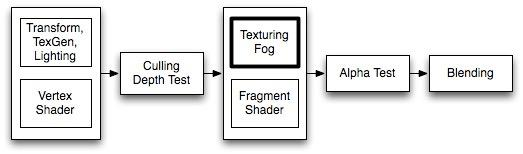 Transform,
TexGen,
Lighting
Vertex
Shader
Culling
Depth Test
Texturing
Fog
Fragment
Shader
Alpha Test
Blending